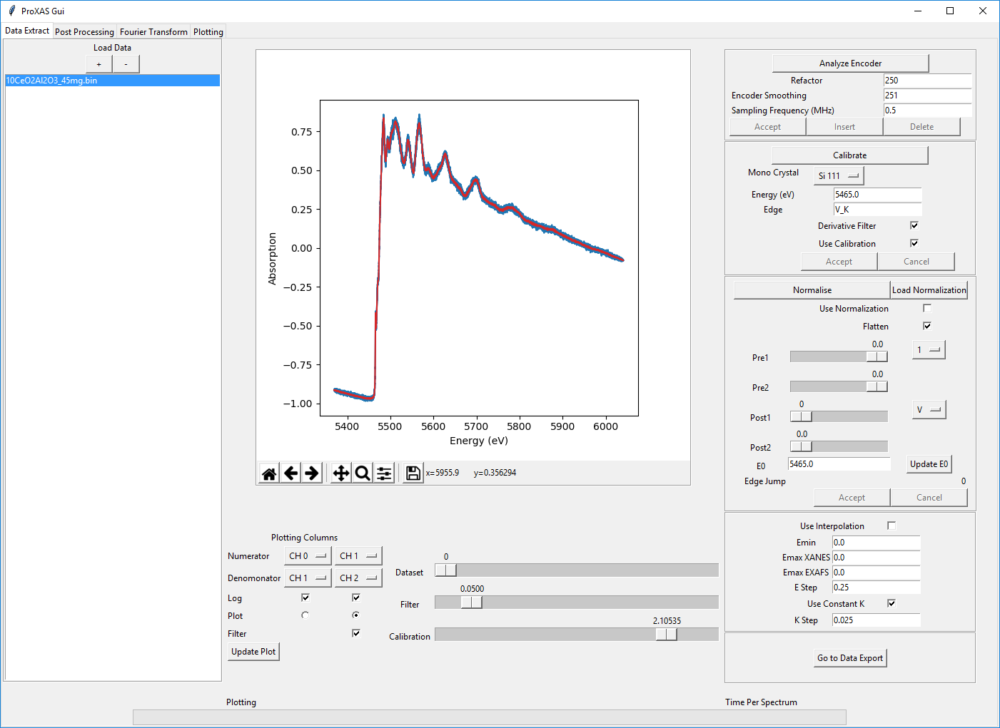 ProXAS Gui
Data Extract Post Processing Fourier Transform Plotting
Load Data
+ -
10CeO2Al2O3_45mg.bin
0.75
0.50
0.25
0.00
−0.25
−0.50
−0.75
−1.00
Absorption
5400 5500 5600 5700 5800 5900 6000
Energy (eV)
x=5955.9 y=0.356294
Plotting Columns
Numerator CH 0 CH 1
Denomonator CH 1 CH 2
Log
Plot
Filter
Update Plot
0
Dataset
0.0500
Filter
2.10535
Calibration
Analyze Encoder
Refactor 250
Encoder Smoothing 251
Sampling Frequency (MHz) 0.5
Accept Insert Delete
Calibrate
Mono Crystal Si 111
Energy (eV) 5465.0
Edge V_K
Derivative Filter
Use Calibration
Accept Cancel
Normalise Load Normalization
Use Normalization
Flatten
0.0
Pre1 1
0.0
Pre2
0
Post1 V
0.0
Post2
E0 5465.0 Update E0
Edge Jump 0
Accept Cancel
Use Interpolation
Emin 0.0
Emax XANES 0.0
Emax EXAFS 0.0
E Step 0.25
Use Constant K
K Step 0.025
Go to Data Export
Plotting Time Per Spectrum